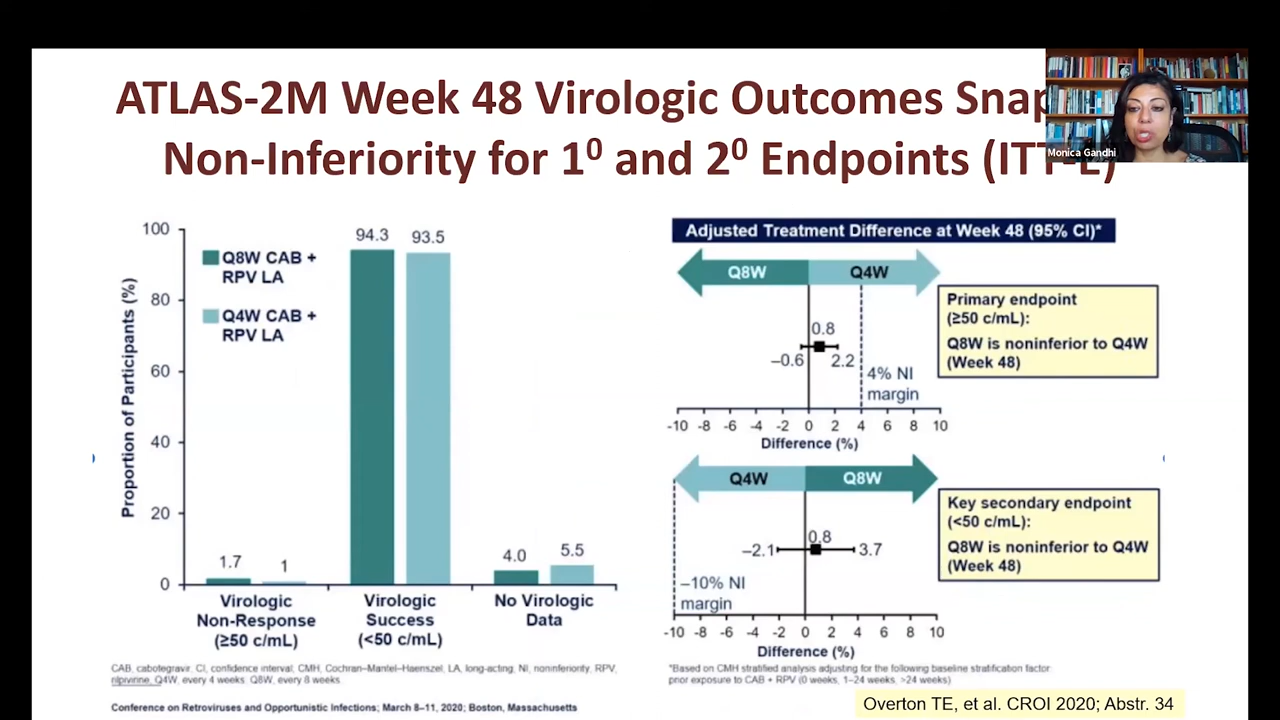 ATLAS-2M Week 48 Virologic Outcomes Snap
Non-Inferiority for 1⁰ and 2⁰ Endpoints (ITT-E)
Monica Gandhi
100
80
60
40
20
0
Proportion of Participants (%)
Q8W CAB +
RPV LA
Q4W CAB +
RPV LA
94.3
93.5
1.7
1
4.0
5.5
Virologic
Non-Response
(≥50 c/mL)
Virologic
Success
(<50 c/mL)
No Virologic
Data
Adjusted Treatment Difference at Week 48 (95% CI)*
Q8W
Q4W
0.8
–0.6
2.2
4% NI
margin
-10 -8 -6 -4 -2 0 2 4 6 8 10
Difference (%)
Primary endpoint
(≥50 c/mL):
Q8W is noninferior to Q4W
(Week 48)
Q4W
Q8W
0.8
–2.1
3.7
–10% NI
margin
-10 -8 -6 -4 -2 0 2 4 6 8 10
Difference (%)
Key secondary endpoint
(<50 c/mL):
Q8W is noninferior to Q4W
(Week 48)
CAB, cabotegravir, CI, confidence interval, CMH, Cochran–Mantel–Haenszel, LA, long-acting, NI, noninferiority, RPV,
rilpivirine, Q4W, every 4 weeks, Q8W, every 8 weeks.
*Based on CMH stratified analysis adjusting for the following baseline stratification factor:
prior exposure to CAB + RPV (0 weeks, 1–24 weeks, >24 weeks)
Conference on Retroviruses and Opportunistic Infections; March 8–11, 2020; Boston, Massachusetts
Overton TE, et al. CROI 2020; Abstr. 34